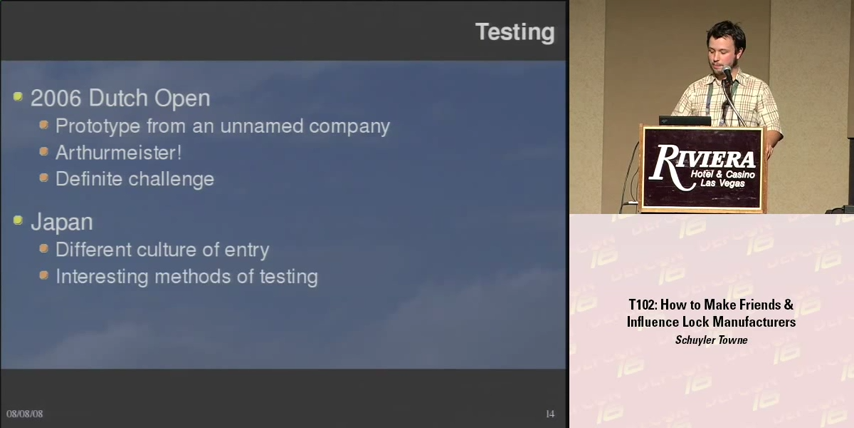 Testing
2006 Dutch Open
Prototype from an unnamed company
Arthurmeister!
Definite challenge
Japan
Different culture of entry
Interesting methods of testing
08/08/08
14
RIVIERA
Hotel & Casino
Las Vegas
T102: How to Make Friends &
Influence Lock Manufacturers
Schuyler Towne